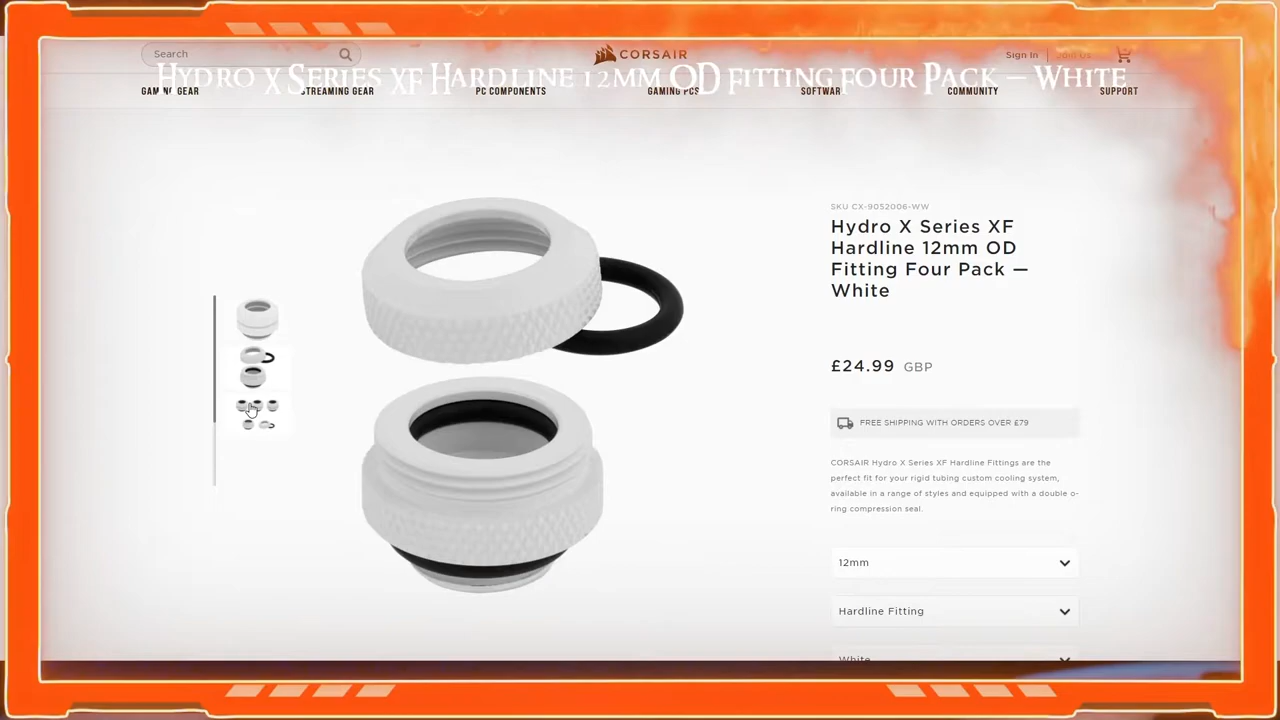 Search
CORSAIR
Sign In
Join Us
Hydro X Series XF Hardline 12mm OD fitting four Pack – White
GAMING GEAR
STREAMING GEAR
PC COMPONENTS
GAMING PCS
SOFTWARE
COMMUNITY
SUPPORT
SKU CX-9052006-WW
Hydro X Series XF
Hardline 12mm OD
Fitting Four Pack —
White
£24.99 GBP
FREE SHIPPING WITH ORDERS OVER £79
CORSAIR Hydro X Series XF Hardline Fittings are the
perfect fit for your rigid tubing custom cooling system,
available in a range of styles and equipped with a double o-
ring compression seal.
12mm
Hardline Fitting
White